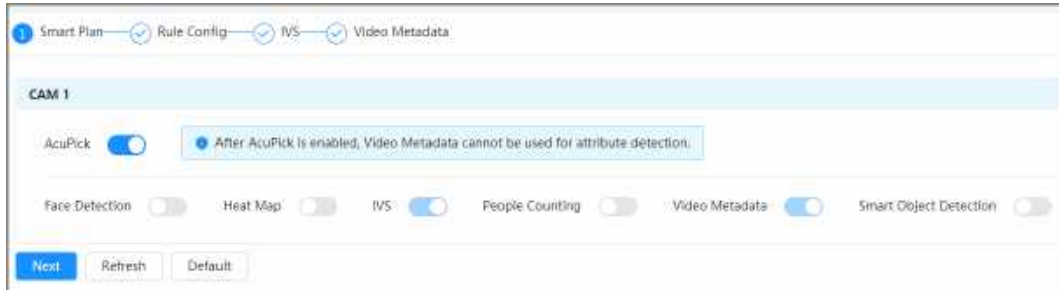 1 Smart Plan Rule Config IVS Video Metadata
CAM 1
AcuPick After AcuPick is enabled, Video Metadata cannot be used for attribute detection.
Face Detection Heat Map IVS People Counting Video Metadata Smart Object Detection
Next Refresh Default